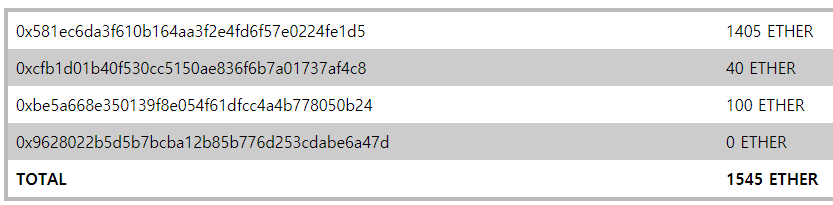 0x581ec6da3f610b164aa3f2e4fd6f57e0224fe1d5 1405 ETHER
0xcfb1d01b40f530cc5150ae836f6b7a01737af4c8 40 ETHER
0xbe5a668e350139f8e054f61dfcc4a4b778050b24 100 ETHER
0x9628022b5d5b7bcba12b85b776d253cdabe6a47d 0 ETHER
TOTAL 1545 ETHER